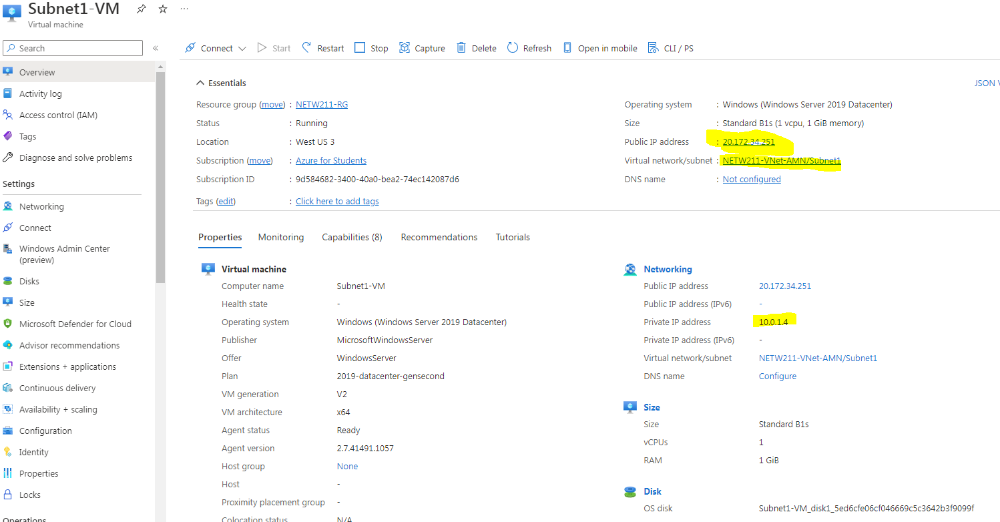 Subnet1-VM
Virtual machine
Search
«
Connect
Start
Restart
Stop
Capture
Delete
Refresh
Open in mobile
CLI / PS
Overview
Activity log
Access control (IAM)
Tags
Diagnose and solve problems
Settings
Networking
Connect
Windows Admin Center
(preview)
Disks
Size
Microsoft Defender for Cloud
Advisor recommendations
Extensions + applications
Continuous delivery
Availability + scaling
Configuration
Identity
Properties
Locks
Operations
Essentials
JSON V
Resource group (move) : NETW211-RG
Status : Running
Location : West US 3
Subscription (move) : Azure for Students
Subscription ID : 9d584682-3400-40a0-bea2-74ec142087d6
Tags (edit) : Click here to add tags
Operating system : Windows (Windows Server 2019 Datacenter)
Size : Standard B1s (1 vcpu, 1 GiB memory)
Public IP address : 20.172.34.251
Virtual network/subnet : NETW211-VNet-AMN/Subnet1
DNS name : Not configured
Properties
Monitoring
Capabilities (8)
Recommendations
Tutorials
Virtual machine
Computer name Subnet1-VM
Health state -
Operating system Windows (Windows Server 2019 Datacenter)
Publisher MicrosoftWindowsServer
Offer WindowsServer
Plan 2019-datacenter-gensecond
VM generation V2
VM architecture x64
Agent status Ready
Agent version 2.7.41491.1057
Host group None
Host -
Proximity placement group -
Colocation status N/A
Networking
Public IP address 20.172.34.251
Public IP address (IPv6) -
Private IP address 10.0.1.4
Private IP address (IPv6) -
Virtual network/subnet NETW211-VNet-AMN/Subnet1
DNS name Configure
Size
Size Standard B1s
vCPUs 1
RAM 1 GiB
Disk
OS disk Subnet1-VM_disk1_5ed6cfe06cf046669c5c3642b3f9099f